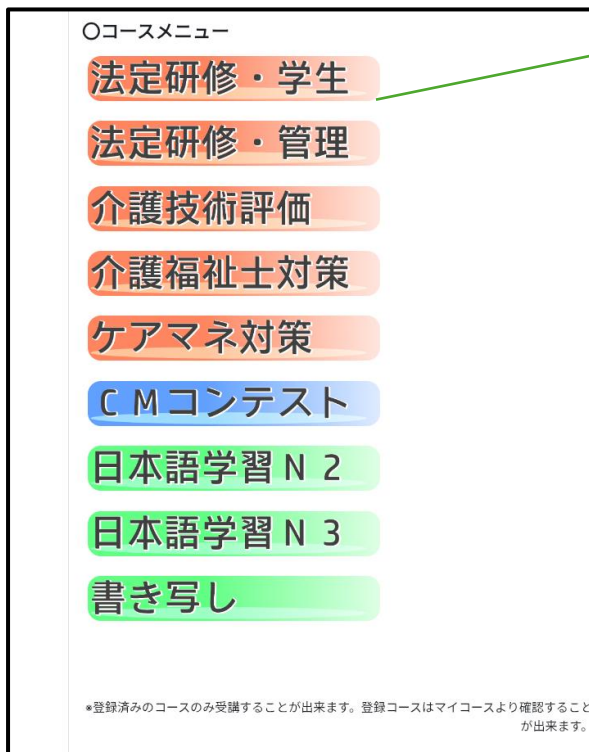 〇コースメニュー
法定研修・学生
法定研修・管理
介護技術評価
介護福祉士対策
ケアマネ対策
ＣＭコンテスト
日本語学習Ｎ２
日本語学習Ｎ３
書き写し
※登録済みのコースのみ受講することが出来ます。登録コースはマイコースより確認すること
が出来ます。